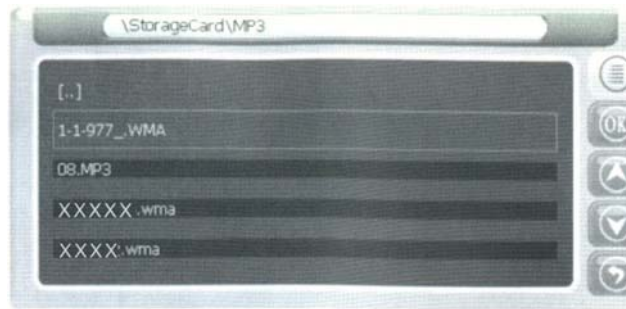 \StorageCard\MP3
[..]
1-1-977_.WMA
OK
08.MP3
XXXXX .wma
XXXX.wma